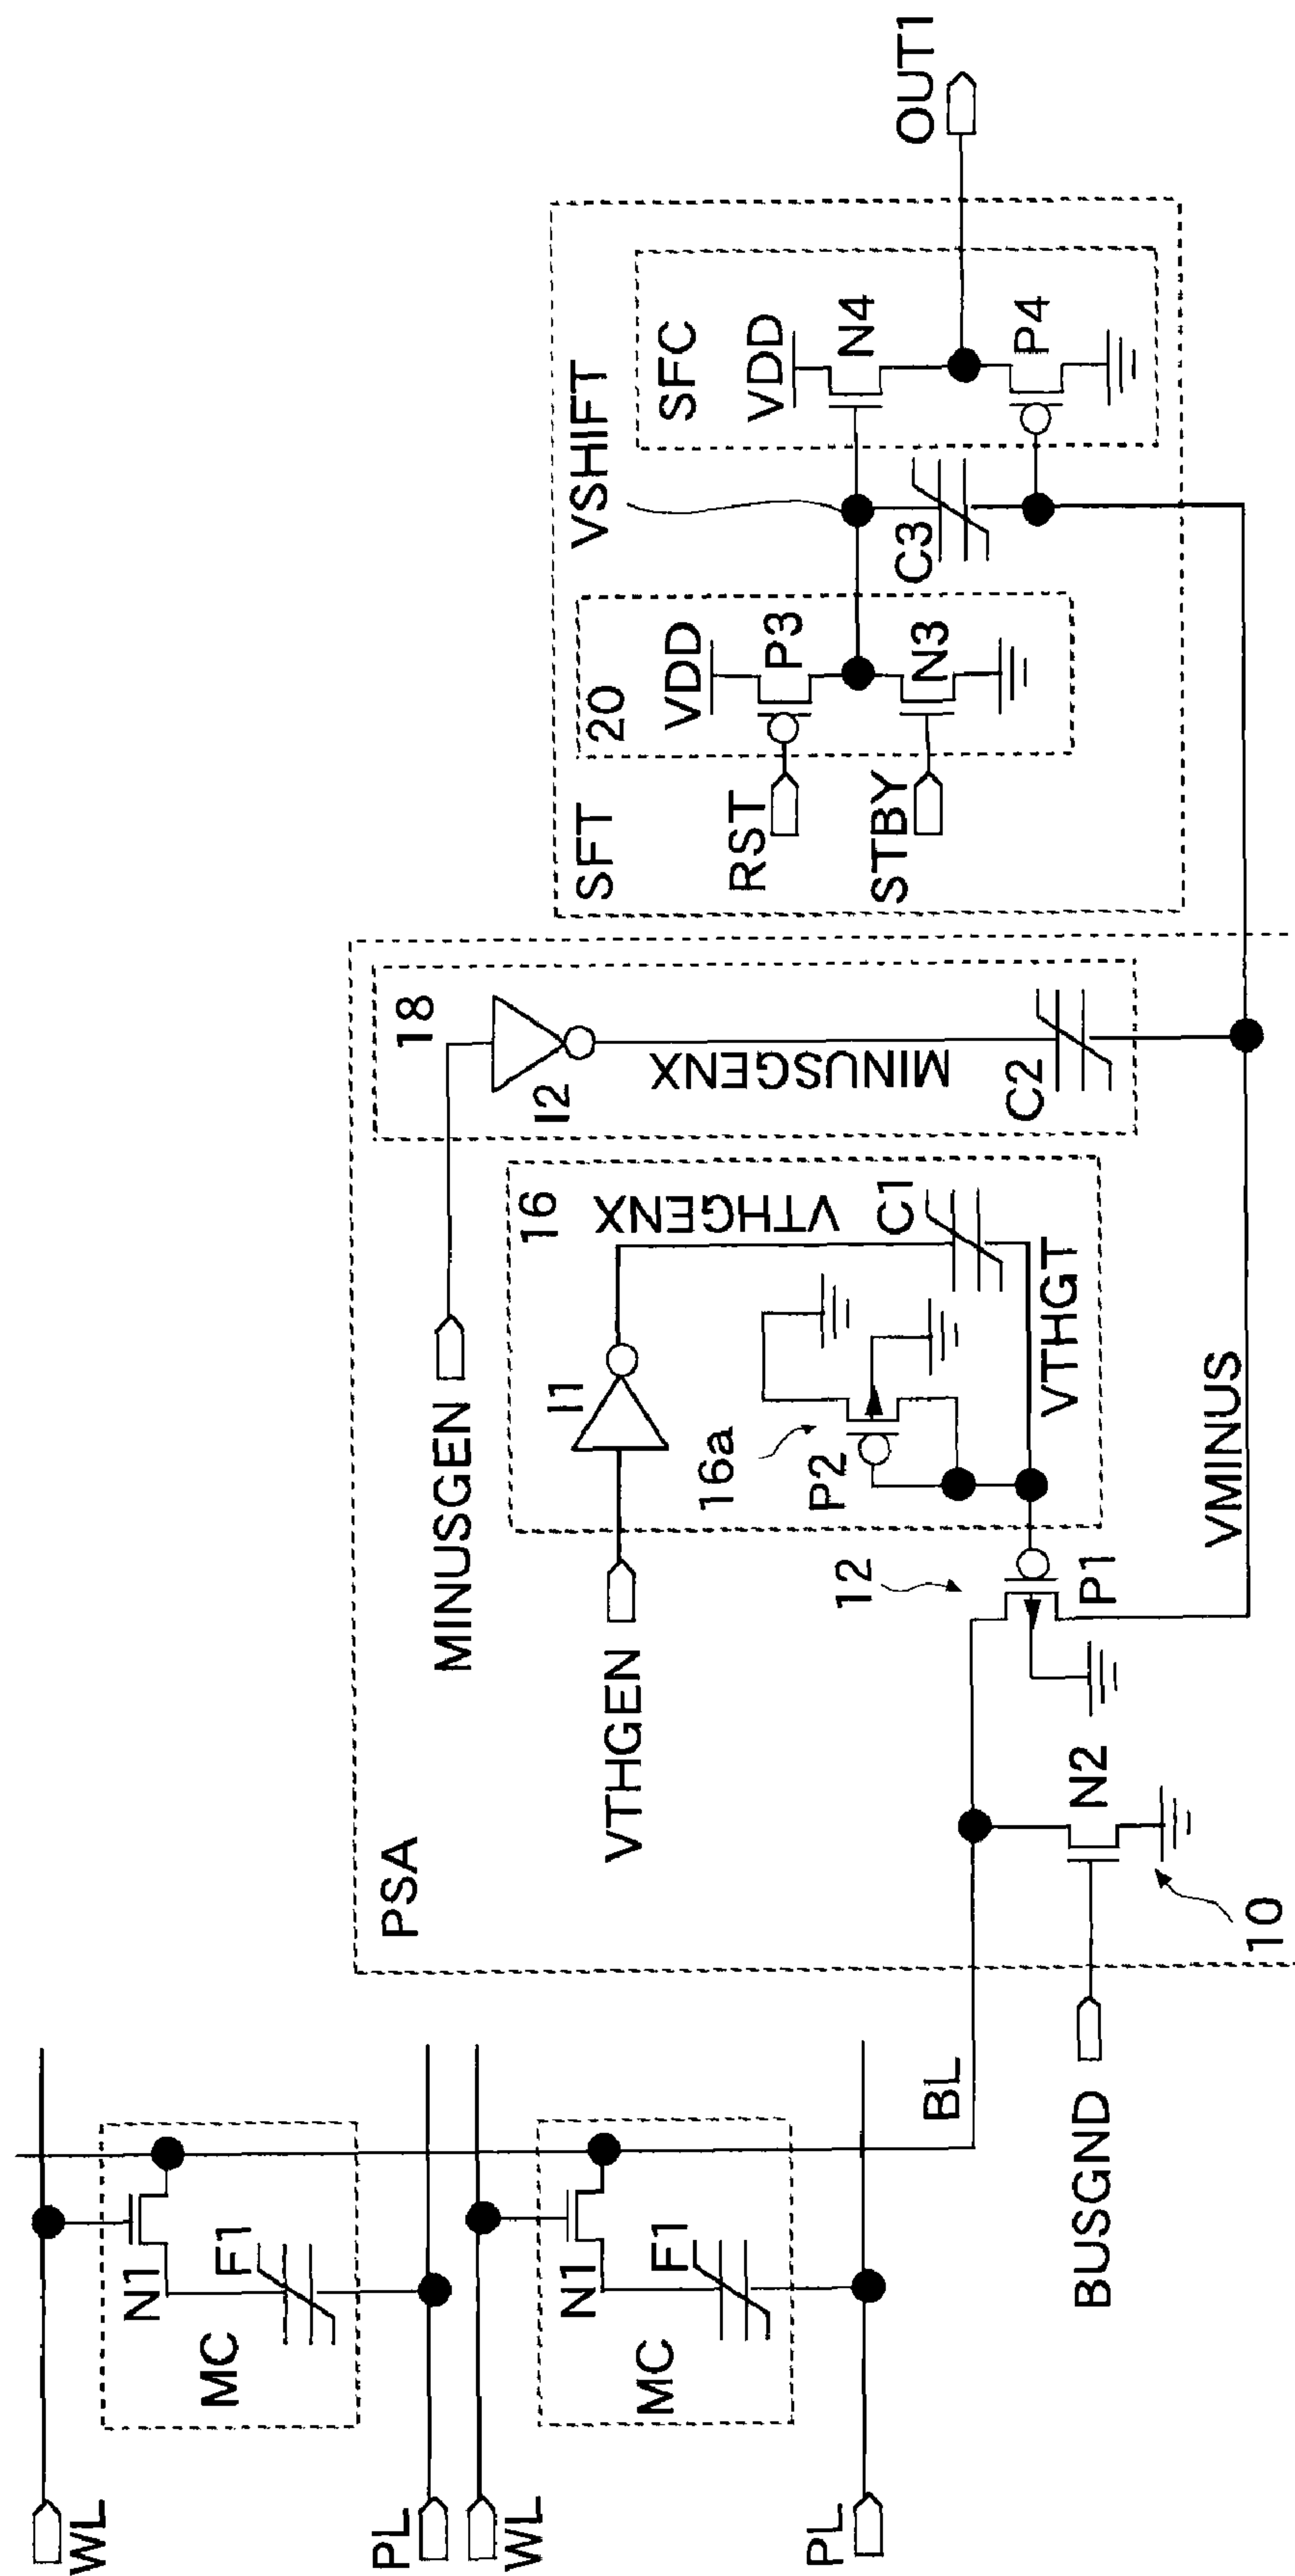 WL
N1
F1
MC
PL
WL
N1
F1
MC
PL
BL
BUSGND
PSA
MINUSGEN
VTHGEN
I1
16
VTHGENX
16a
P2
C1
VTHGT
12
P1
N2
10
VMINUS
18
I2
MINUSGENX
C2
SFT
20
VDD
P3
RST
N3
STBY
VSHIFT
C3
SFC
VDD
N4
P4
OUT1